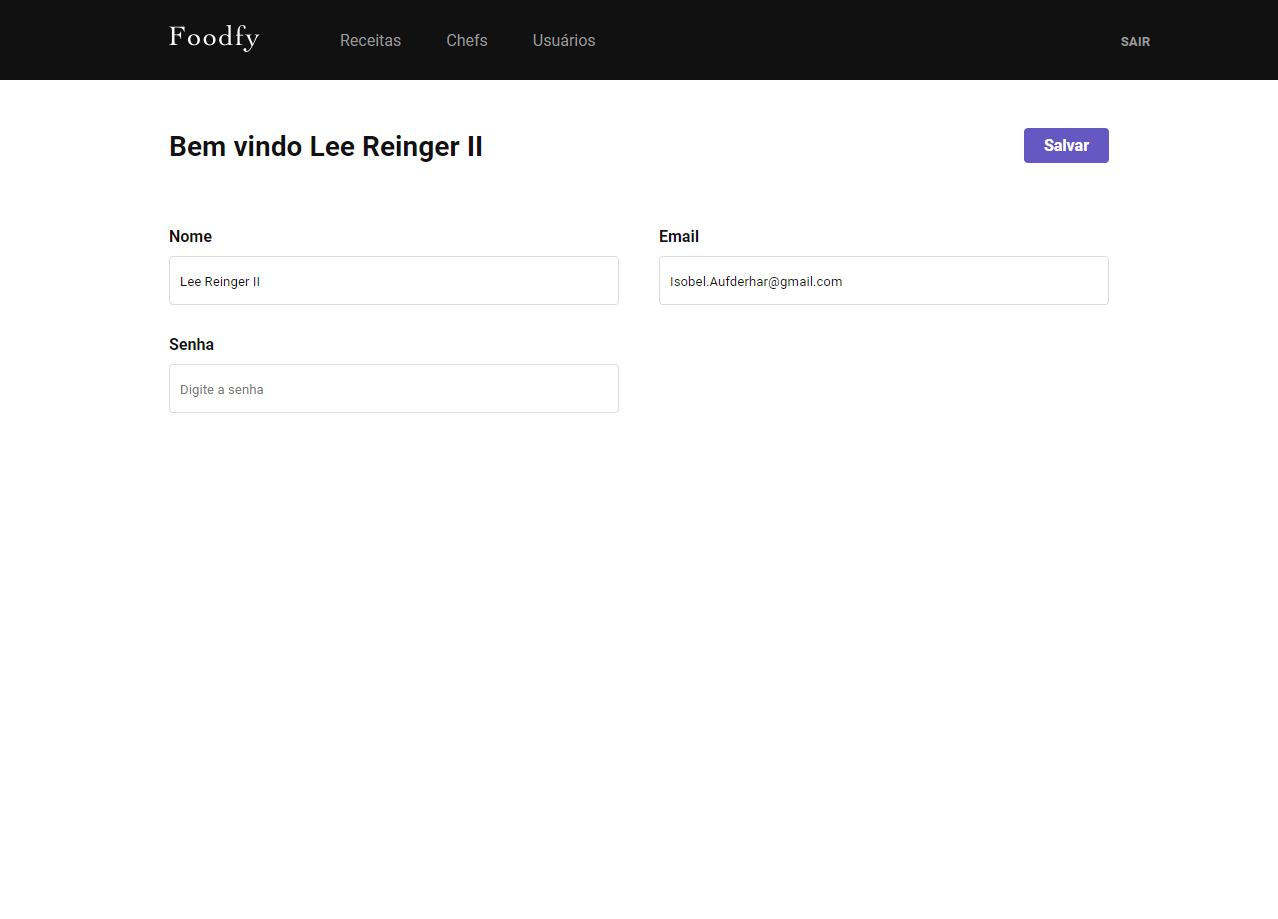 Foodfy Receitas Chefs Usuários SAIR
Bem vindo Lee Reinger II Salvar
Nome Email
Lee Reinger II Isobel.Aufderhar@gmail.com
Senha
Digite a senha